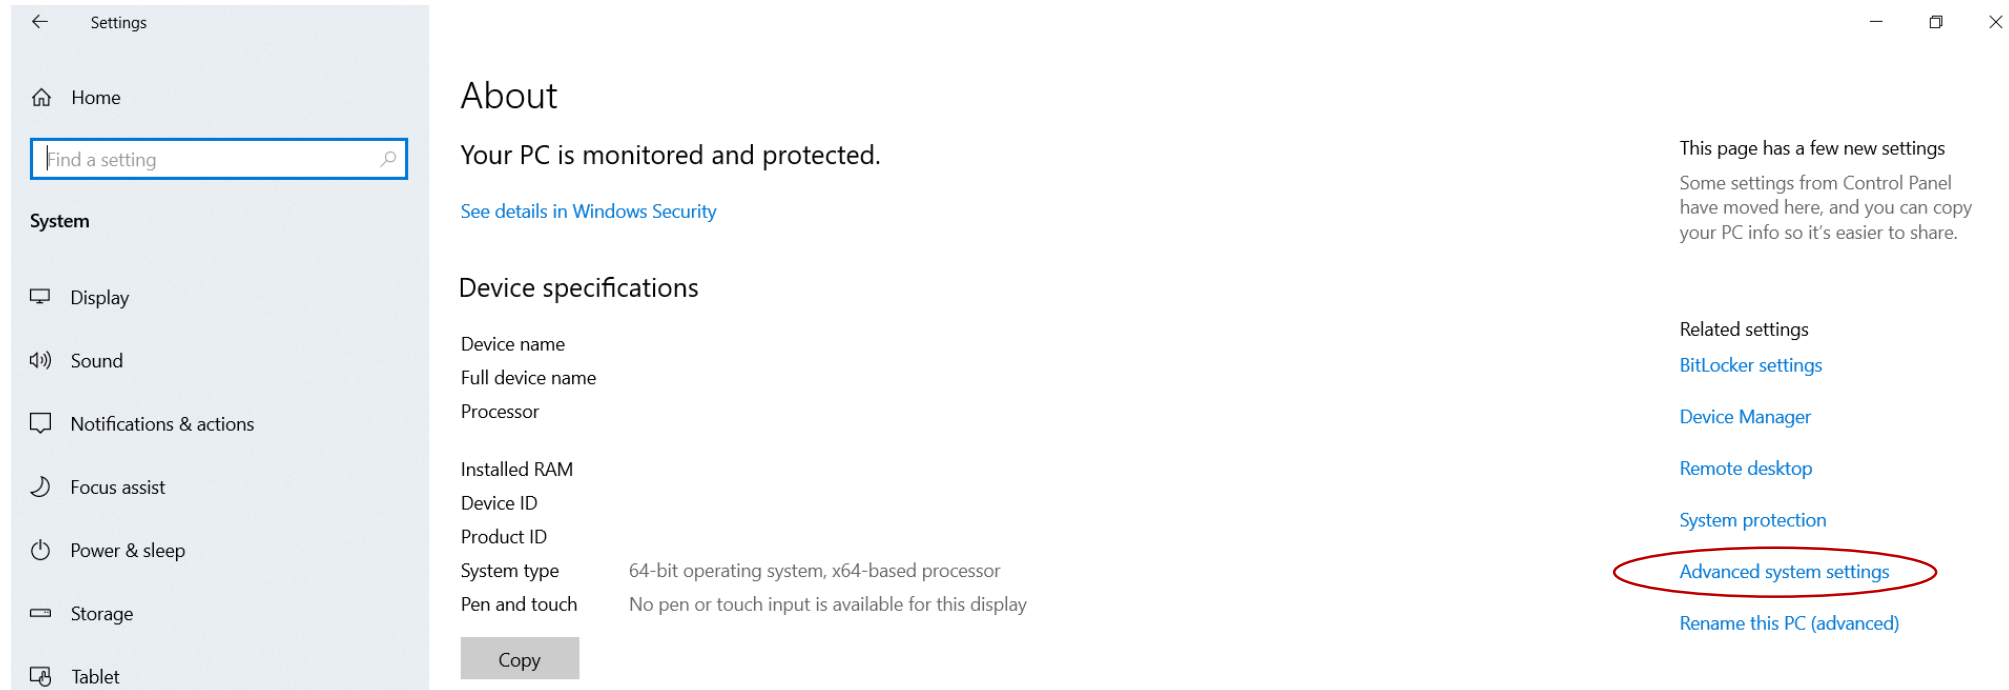 Settings
Home
Find a setting
System
Display
Sound
Notifications & actions
Focus assist
Power & sleep
Storage
Tablet
About
Your PC is monitored and protected.
See details in Windows Security
Device specifications
Device name
Full device name
Processor
Installed RAM
Device ID
Product ID
System type 64-bit operating system, x64-based processor
Pen and touch No pen or touch input is available for this display
Copy
This page has a few new settings
Some settings from Control Panel
have moved here, and you can copy
your PC info so it's easier to share.
Related settings
BitLocker settings
Device Manager
Remote desktop
System protection
Advanced system settings
Rename this PC (advanced)